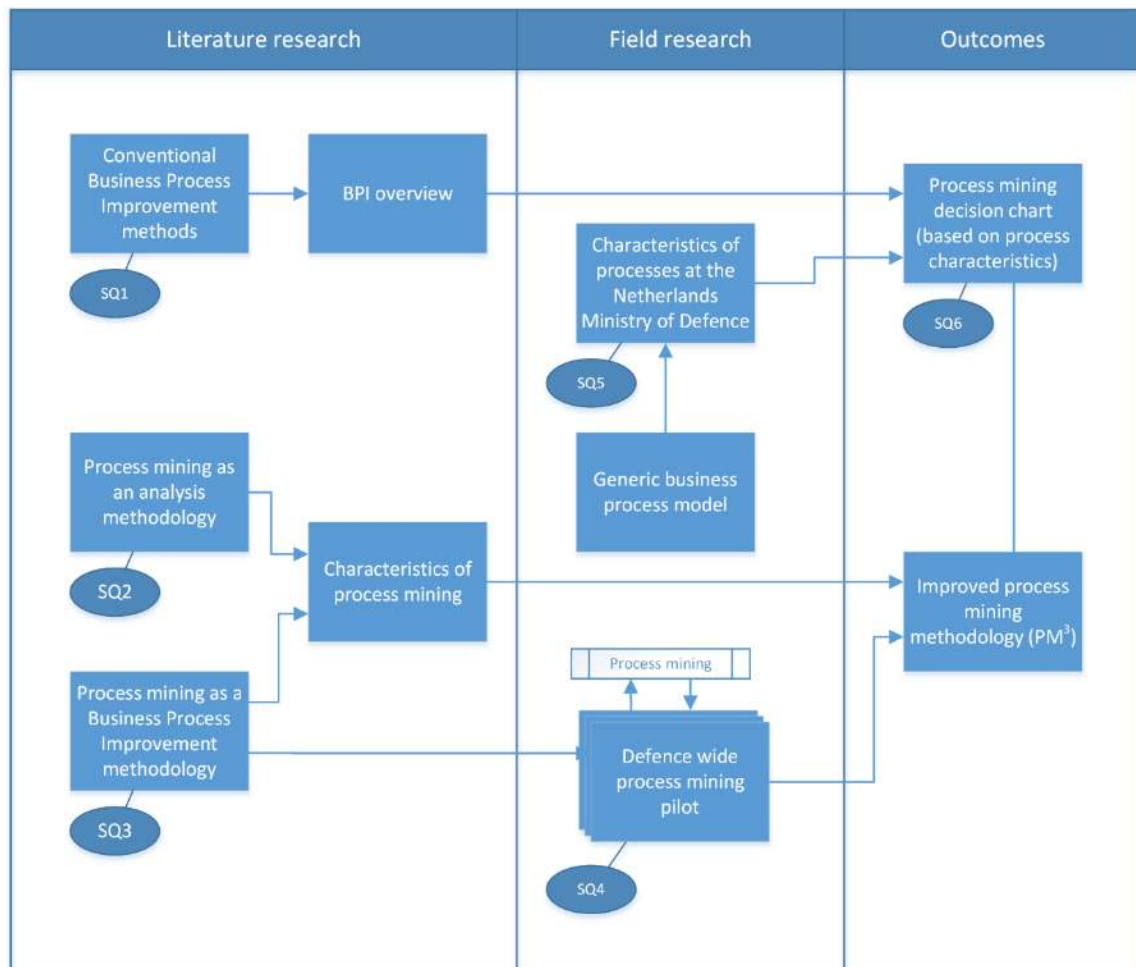 Literature research
Field research
Outcomes
Conventional
Business Process
Improvement
methods
SQ1
BPI overview
Process mining as
an analysis
methodology
SQ2
Characteristics of
process mining
Process mining as a
Business Process
Improvement
methodology
SQ3
Characteristics of
processes at the
Netherlands
Ministry of Defence
SQ5
Generic business
process model
Process mining
Defence wide
process mining
pilot
SQ4
Process mining
decision chart
(based on process
characteristics)
SQ6
Improved process
mining
methodology (PM³)